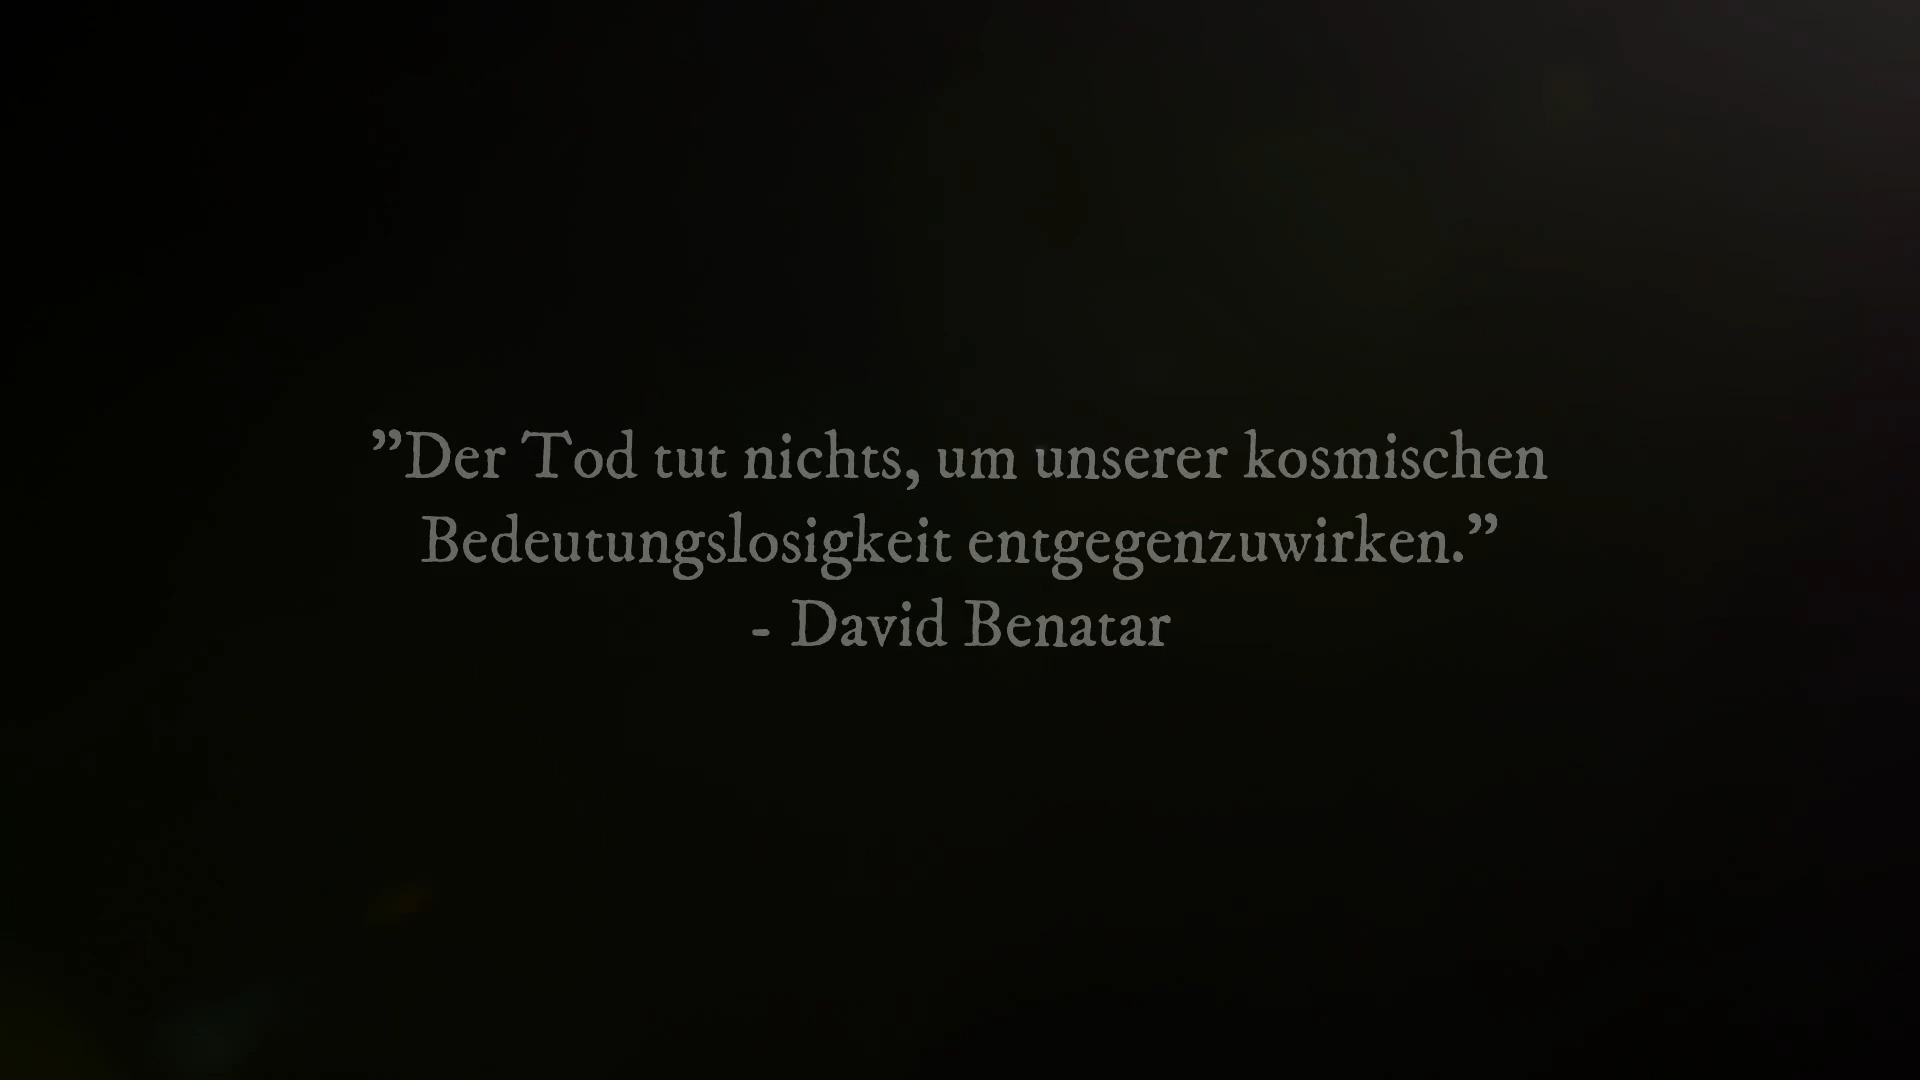 ”Der Tod tut nichts, um unserer kosmischen
Bedeutungslosigkeit entgegenzuwirken.”
- David Benatar